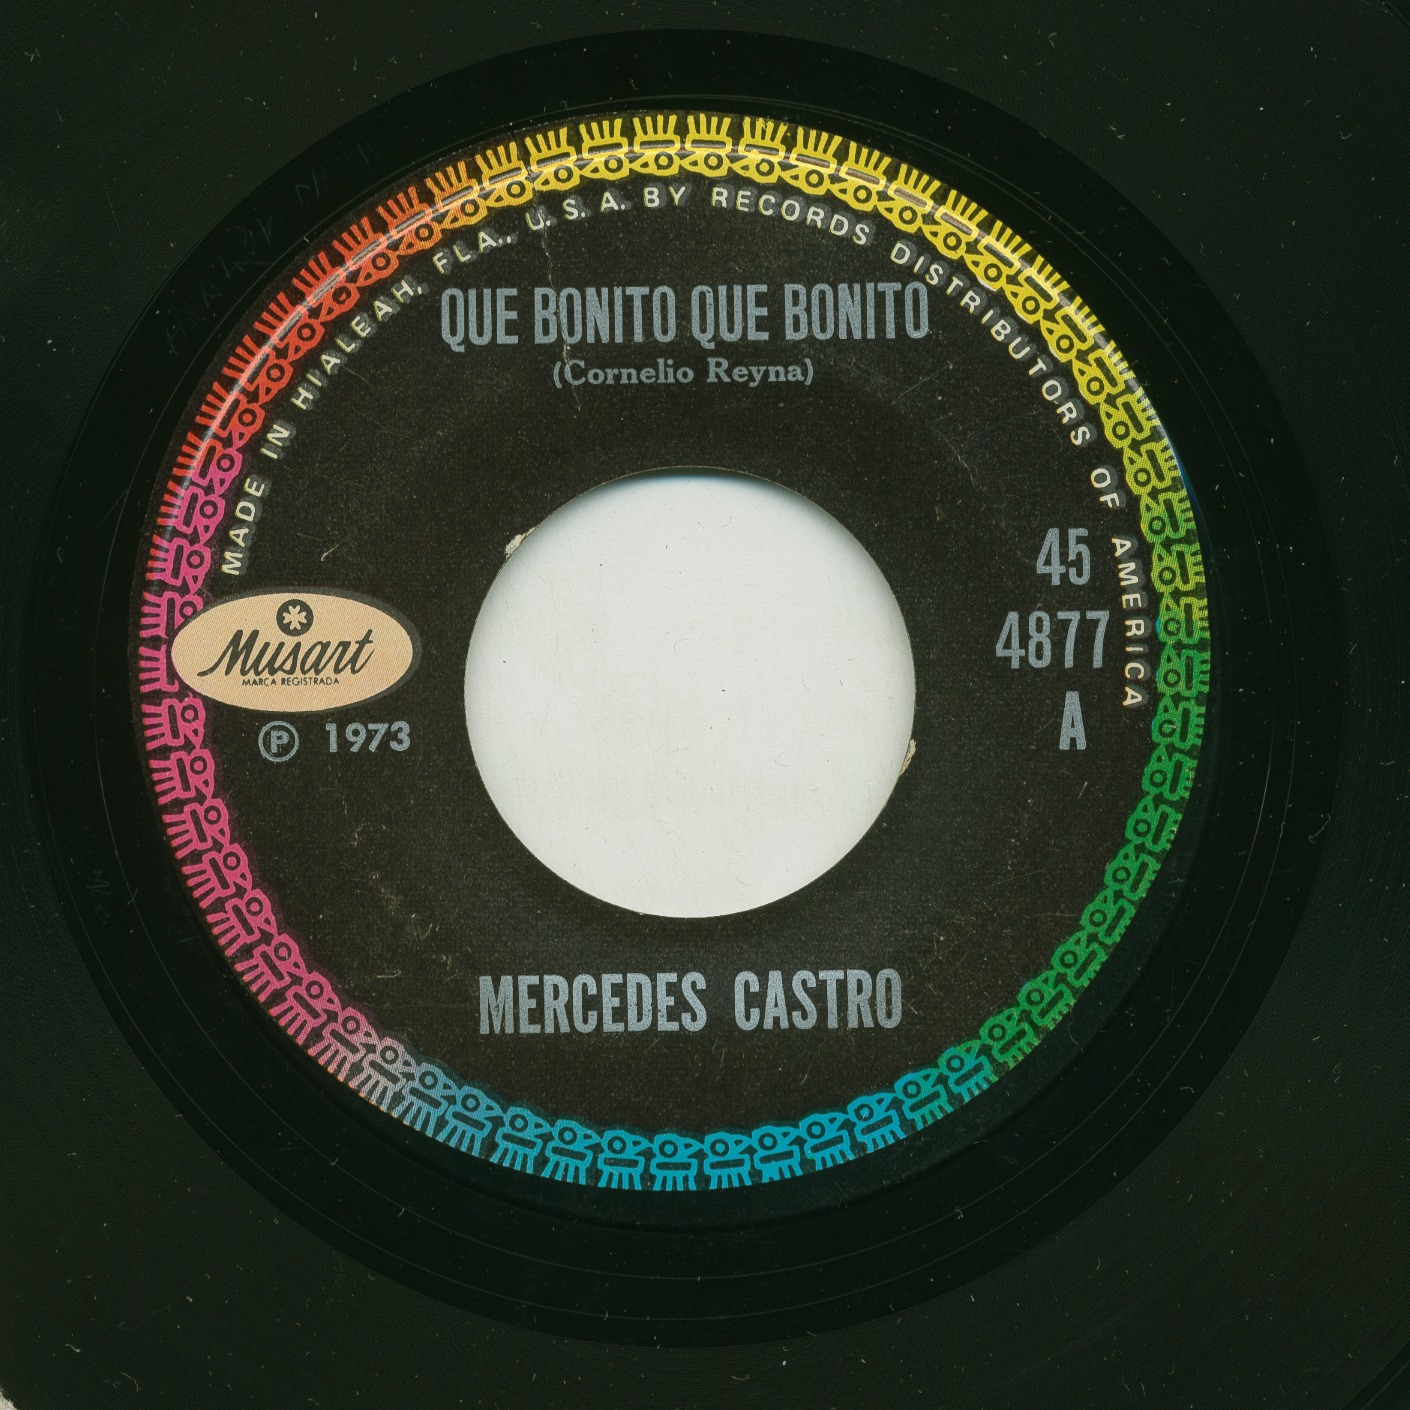 MADE IN HIALEAH, FLA., U. S. A. BY RECORDS DISTRIBUTORS OF AMERICA
QUE BONITO QUE BONITO
(Cornelio Reyna)
45
4877
A
Musart
MARCA REGISTRADA
Ⓟ 1973
MERCEDES CASTRO